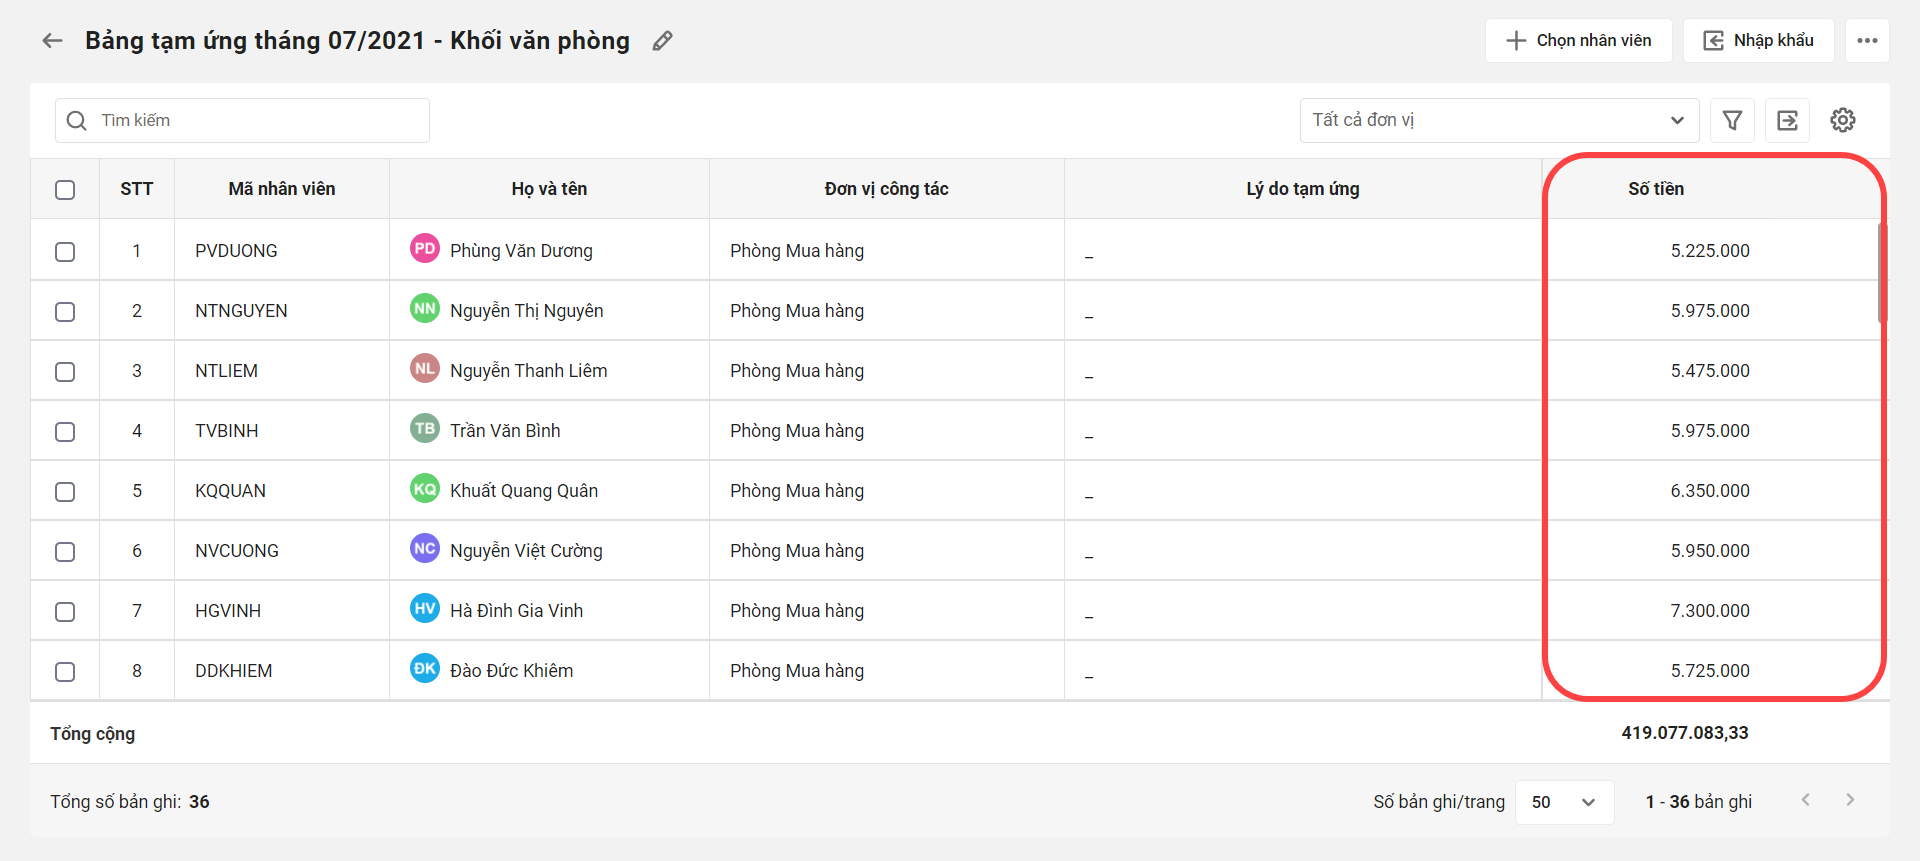 Bảng tạm ứng tháng 07/2021 - Khối văn phòng
Chọn nhân viên
Nhập khẩu
Tìm kiếm
Tất cả đơn vị
STT Mã nhân viên Họ và tên Đơn vị công tác Lý do tạm ứng Số tiền
1 PVDUONG PD Phùng Văn Dương Phòng Mua hàng _ 5.225.000
2 NTNGUYEN NN Nguyễn Thị Nguyên Phòng Mua hàng _ 5.975.000
3 NTLIEM NL Nguyễn Thanh Liêm Phòng Mua hàng _ 5.475.000
4 TVBINH TB Trần Văn Bình Phòng Mua hàng _ 5.975.000
5 KQQUAN KQ Khuất Quang Quân Phòng Mua hàng _ 6.350.000
6 NVCUONG NC Nguyễn Việt Cường Phòng Mua hàng _ 5.950.000
7 HGVINH HV Hà Đình Gia Vinh Phòng Mua hàng _ 7.300.000
8 DDKHIEM ĐK Đào Đức Khiêm Phòng Mua hàng _ 5.725.000
Tổng cộng 419.077.083,33
Tổng số bản ghi: 36 Số bản ghi/trang 50 1 - 36 bản ghi